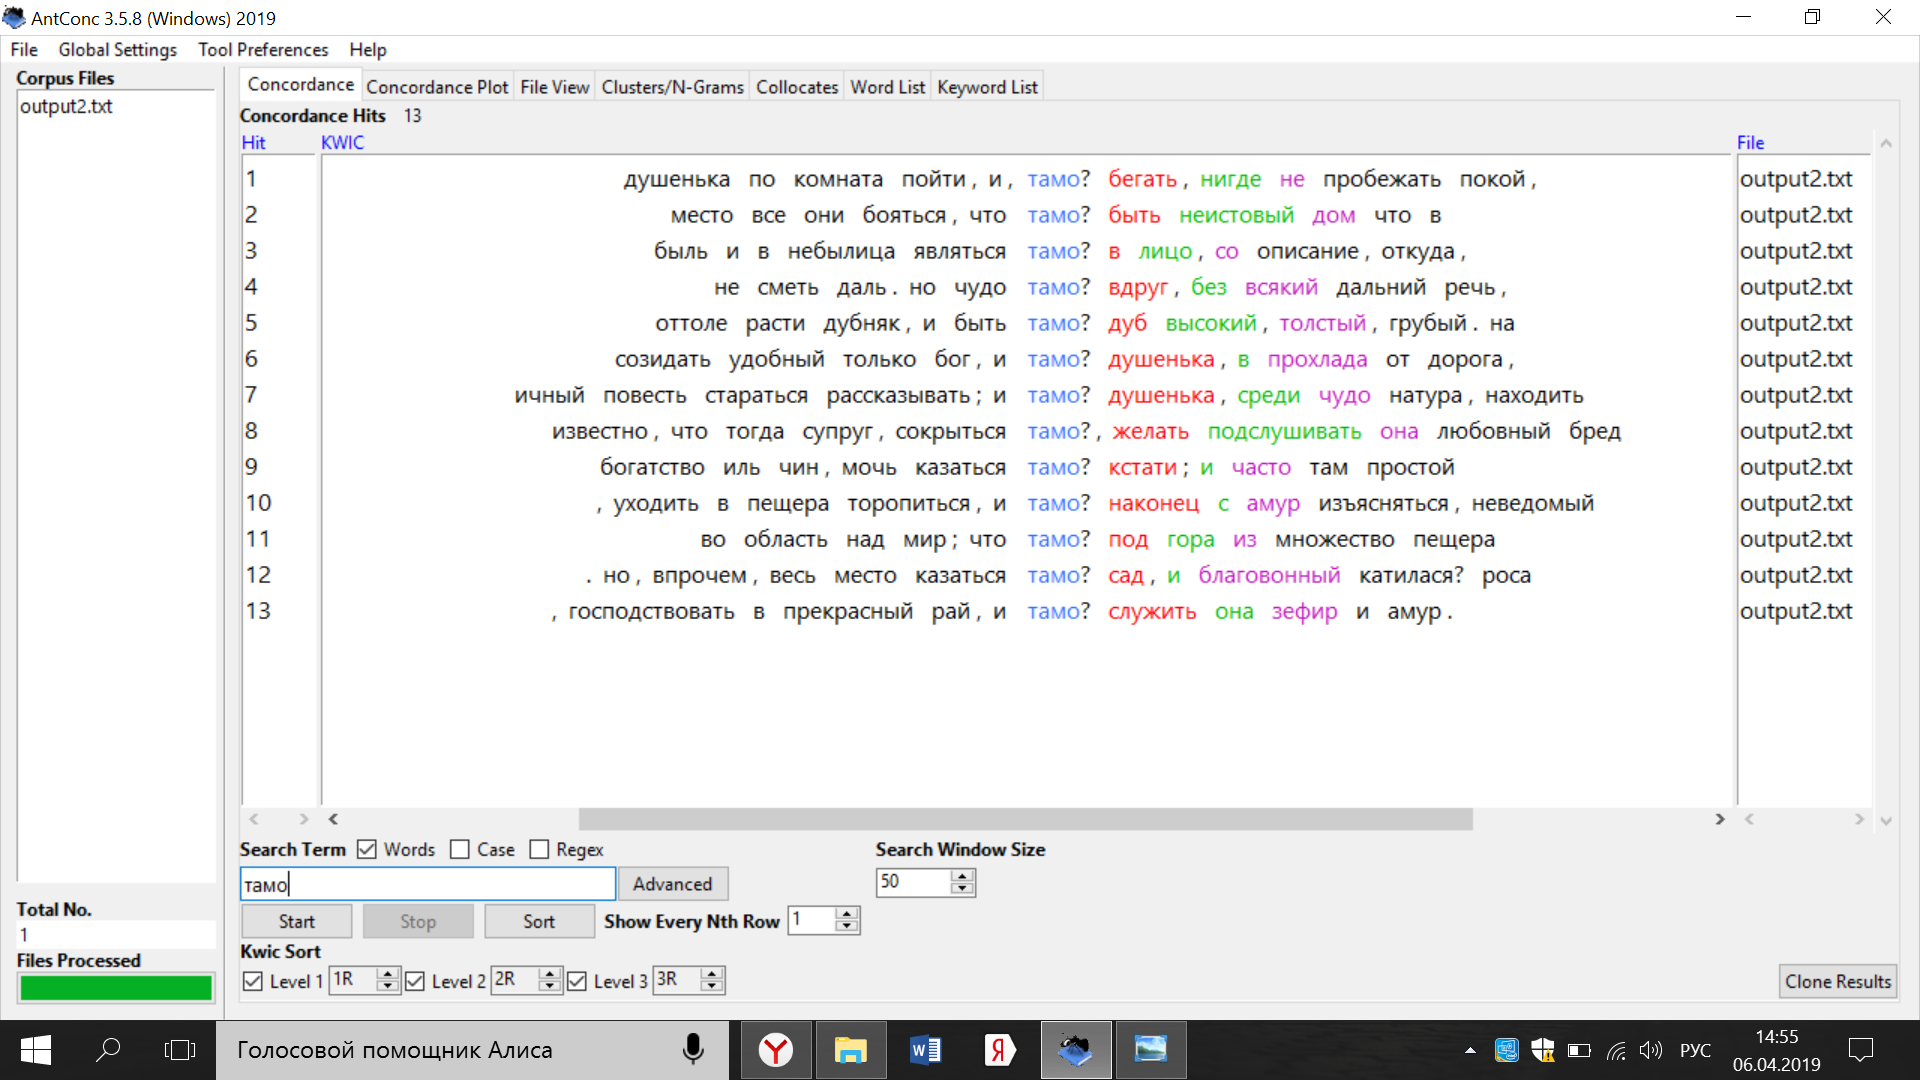 AntConc 3.5.8 (Windows) 2019
File Global Settings Tool Preferences Help
Corpus Files
output2.txt
Concordance Concordance Plot File View Clusters/N-Grams Collocates Word List Keyword List
Concordance Hits 13
Hit KWIC File
1 душенька по комната пойти, и, тамо? бегать, нигде не пробежать покой, output2.txt
2 место все они бояться, что тамо? быть неистовый дом что в output2.txt
3 быль и в небылица являться тамо? в лицо, со описание, откуда, output2.txt
4 не сметь даль. но чудо тамо? вдруг, без всякий дальний речь, output2.txt
5 оттоле расти дубняк, и быть тамо? дуб высокий, толстый, грубый. на output2.txt
6 созидать удобный только бог, и тамо? душенька, в прохлада от дорога, output2.txt
7 ичный повесть стараться рассказывать; и тамо? душенька, среди чудо натура, находить output2.txt
8 известно, что тогда супруг, сокрыться тамо?, желать подслушивать она любовный бред output2.txt
9 богатство иль чин, мочь казаться тамо? кстати; и часто там простой output2.txt
10 , уходить в пещера торопиться, и тамо? наконец с амур изъясняться, неведомый output2.txt
11 во область над мир; что тамо? под гора из множество пещера output2.txt
12 . но, впрочем, весь место казаться тамо? сад, и благовонный катилася? роса output2.txt
13 , господствовать в прекрасный рай, и тамо? служить она зефир и амур. output2.txt
Search Term Words Case Regex Search Window Size
тамо Advanced 50
Start Stop Sort Show Every Nth Row 1
Total No.
1
Files Processed
Kwic Sort
Level 1 1R Level 2 2R Level 3 3R Clone Results
Голосовой помощник Алиса РУС 14:55
06.04.2019